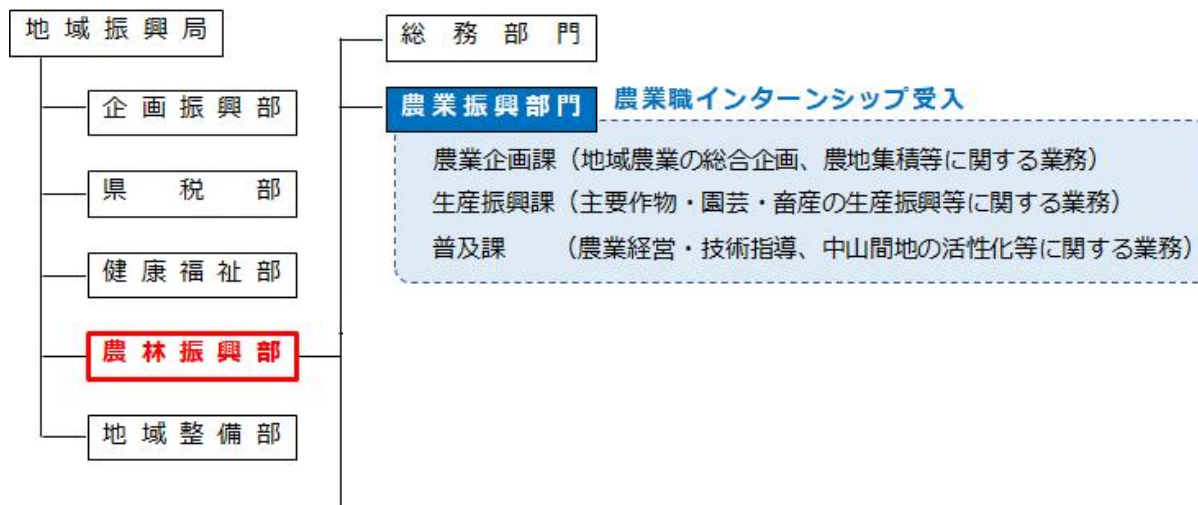 地域振興局
企画振興部
県税部
健康福祉部
農林振興部
地域整備部
総務部門
農業振興部門
農業職インターンシップ受入
農業企画課（地域農業の総合企画、農地集積等に関する業務）
生産振興課（主要作物・園芸・畜産の生産振興等に関する業務）
普及課　　（農業経営・技術指導、中山間地の活性化等に関する業務）